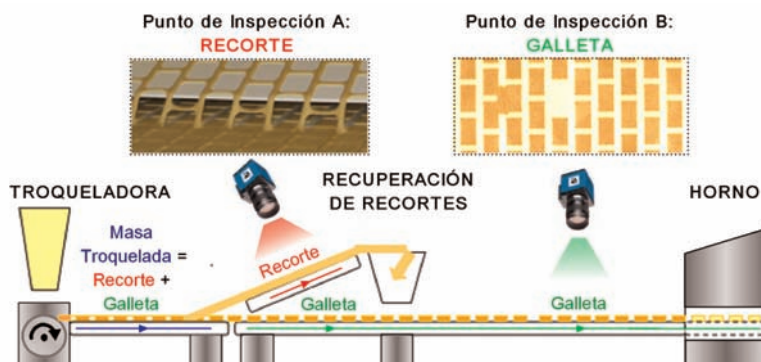 Punto de Inspección A:
RECORTE
Punto de Inspección B:
GALLETA
TROQUELADORA
RECUPERACIÓN
DE RECORTES
HORNO
Masa
Troquelada =
Recorte +
Galleta
Recorte
Galleta
Galleta